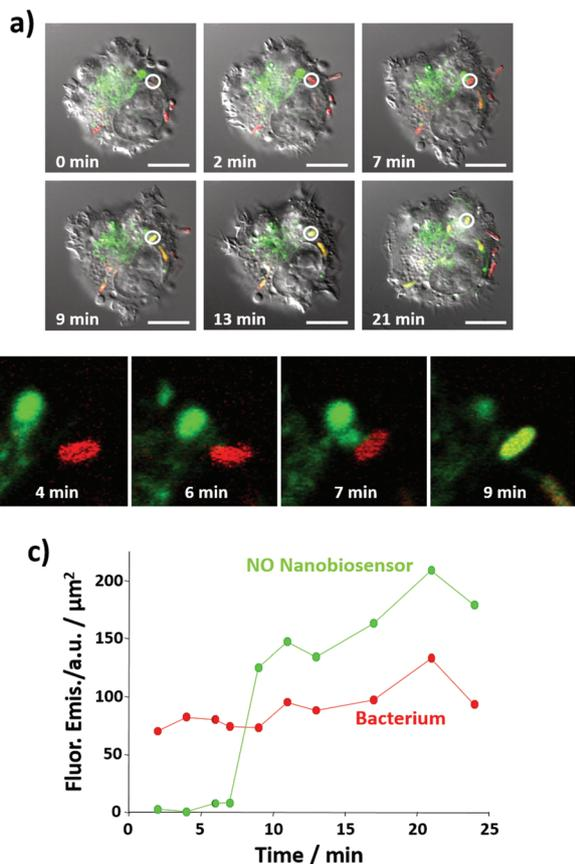 a)
0 min
2 min
7 min
9 min
13 min
21 min
4 min
6 min
7 min
9 min
c)
Fluor. Emis./a.u. / µm²
200
150
100
50
0
NO Nanobiosensor
Bacterium
0
5
10
15
20
25
Time / min